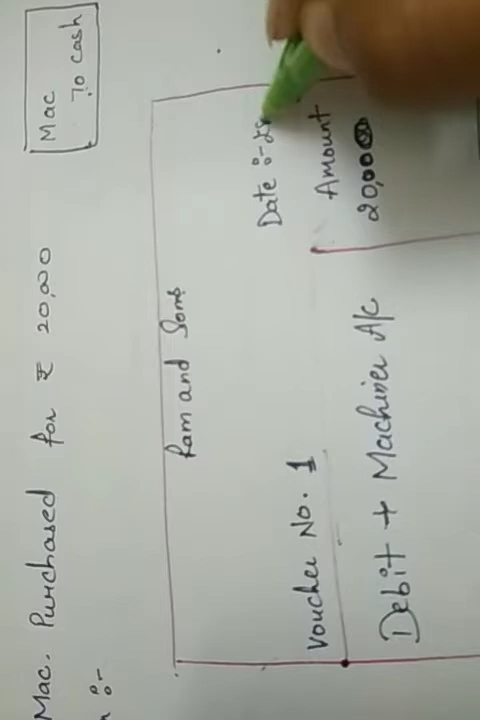 Mac. Purchased for ₹ 20,000
Mac
To cash
:-
Ram and Sons
Voucher No. 1
Date :-
Amount
Debit + Machiner A/c
20,000